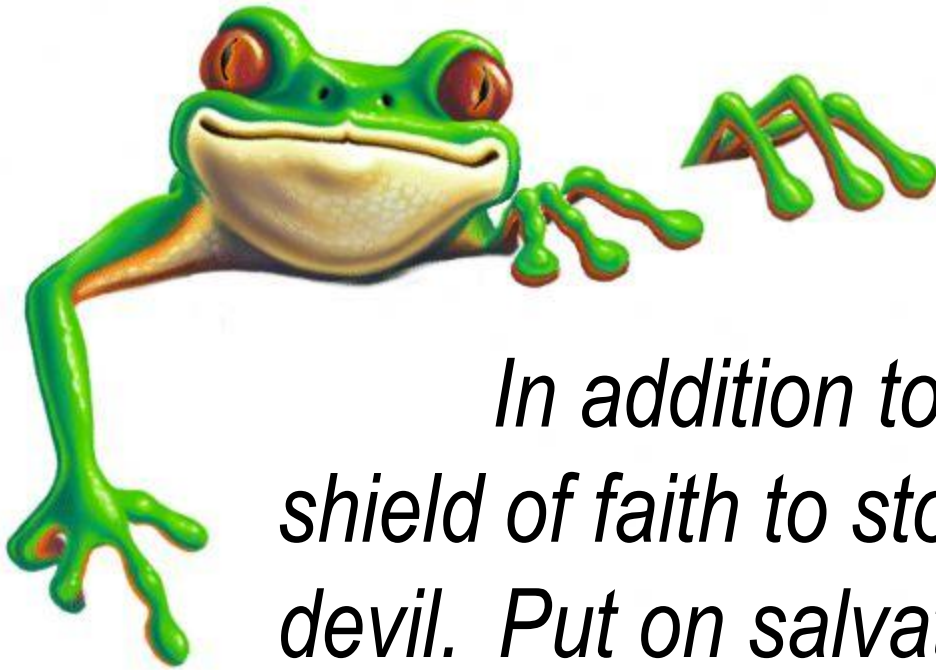 In addition to
shield of faith to
devil. Put on